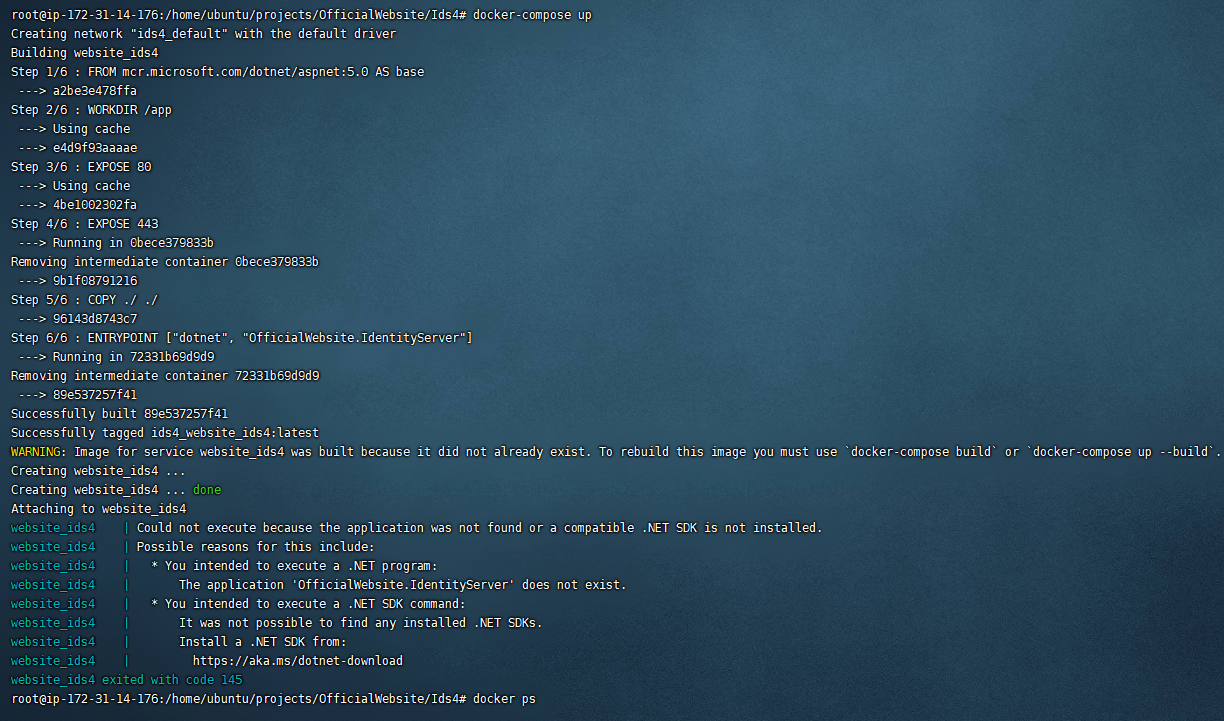 root@ip-172-31-14-176:/home/ubuntu/projects/OfficialWebsite/Ids4# docker-compose up
Creating network "ids4_default" with the default driver
Building website_ids4
Step 1/6 : FROM mcr.microsoft.com/dotnet/aspnet:5.0 AS base
 ---> a2be3e478ffa
Step 2/6 : WORKDIR /app
 ---> Using cache
 ---> e4d9f93aaaae
Step 3/6 : EXPOSE 80
 ---> Using cache
 ---> 4be1002302fa
Step 4/6 : EXPOSE 443
 ---> Running in 0bece379833b
Removing intermediate container 0bece379833b
 ---> 9b1f08791216
Step 5/6 : COPY ./ ./
 ---> 96143d8743c7
Step 6/6 : ENTRYPOINT ["dotnet", "OfficialWebsite.IdentityServer"]
 ---> Running in 72331b69d9d9
Removing intermediate container 72331b69d9d9
 ---> 89e537257f41
Successfully built 89e537257f41
Successfully tagged ids4_website_ids4:latest
WARNING: Image for service website_ids4 was built because it did not already exist. To rebuild this image you must use `docker-compose build` or `docker-compose up --build`.
Creating website_ids4 ...
Creating website_ids4 ... done
Attaching to website_ids4
website_ids4    | Could not execute because the application was not found or a compatible .NET SDK is not installed.
website_ids4    | Possible reasons for this include:
website_ids4    |   * You intended to execute a .NET program:
website_ids4    |       The application 'OfficialWebsite.IdentityServer' does not exist.
website_ids4    |   * You intended to execute a .NET SDK command:
website_ids4    |       It was not possible to find any installed .NET SDKs.
website_ids4    |       Install a .NET SDK from:
website_ids4    |         https://aka.ms/dotnet-download
website_ids4 exited with code 145
root@ip-172-31-14-176:/home/ubuntu/projects/OfficialWebsite/Ids4# docker ps